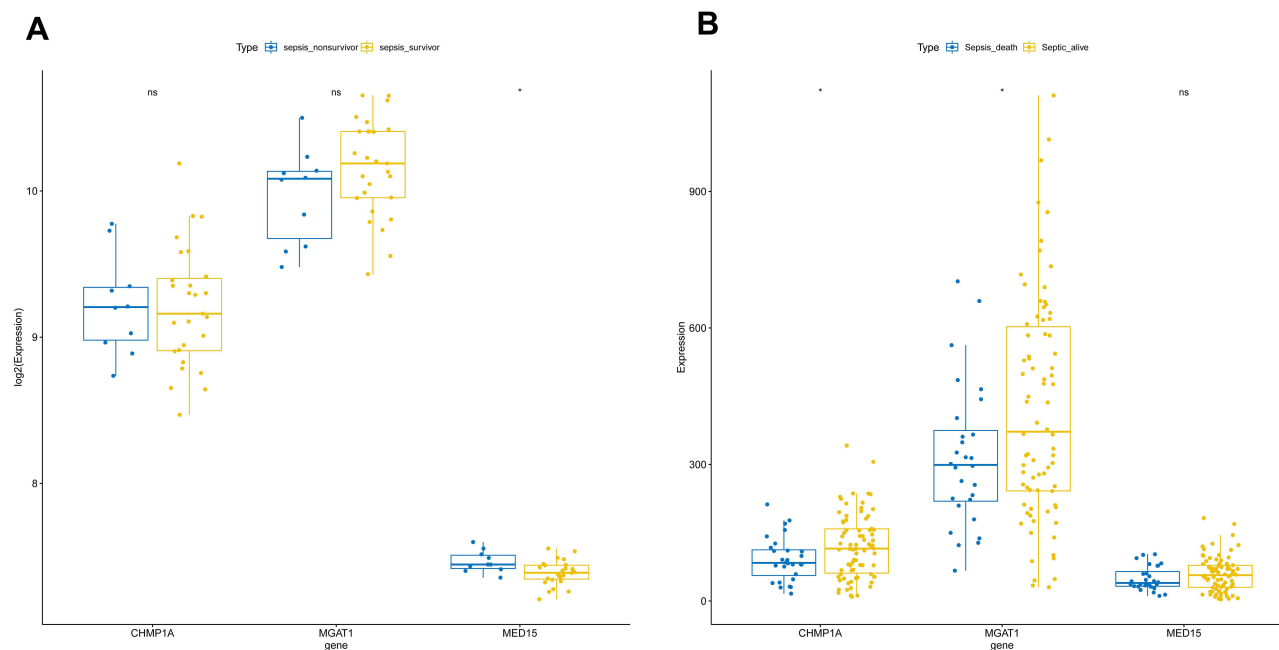 A
Type sepsis_nonsurvivor sepsis_survivor
ns ns *
log2(Expression)
10
9
8
CHMP1A MGAT1 MED15
gene
B
Type Sepsis_death Septic_alive
* * ns
Expression
900
600
300
0
CHMP1A MGAT1 MED15
gene